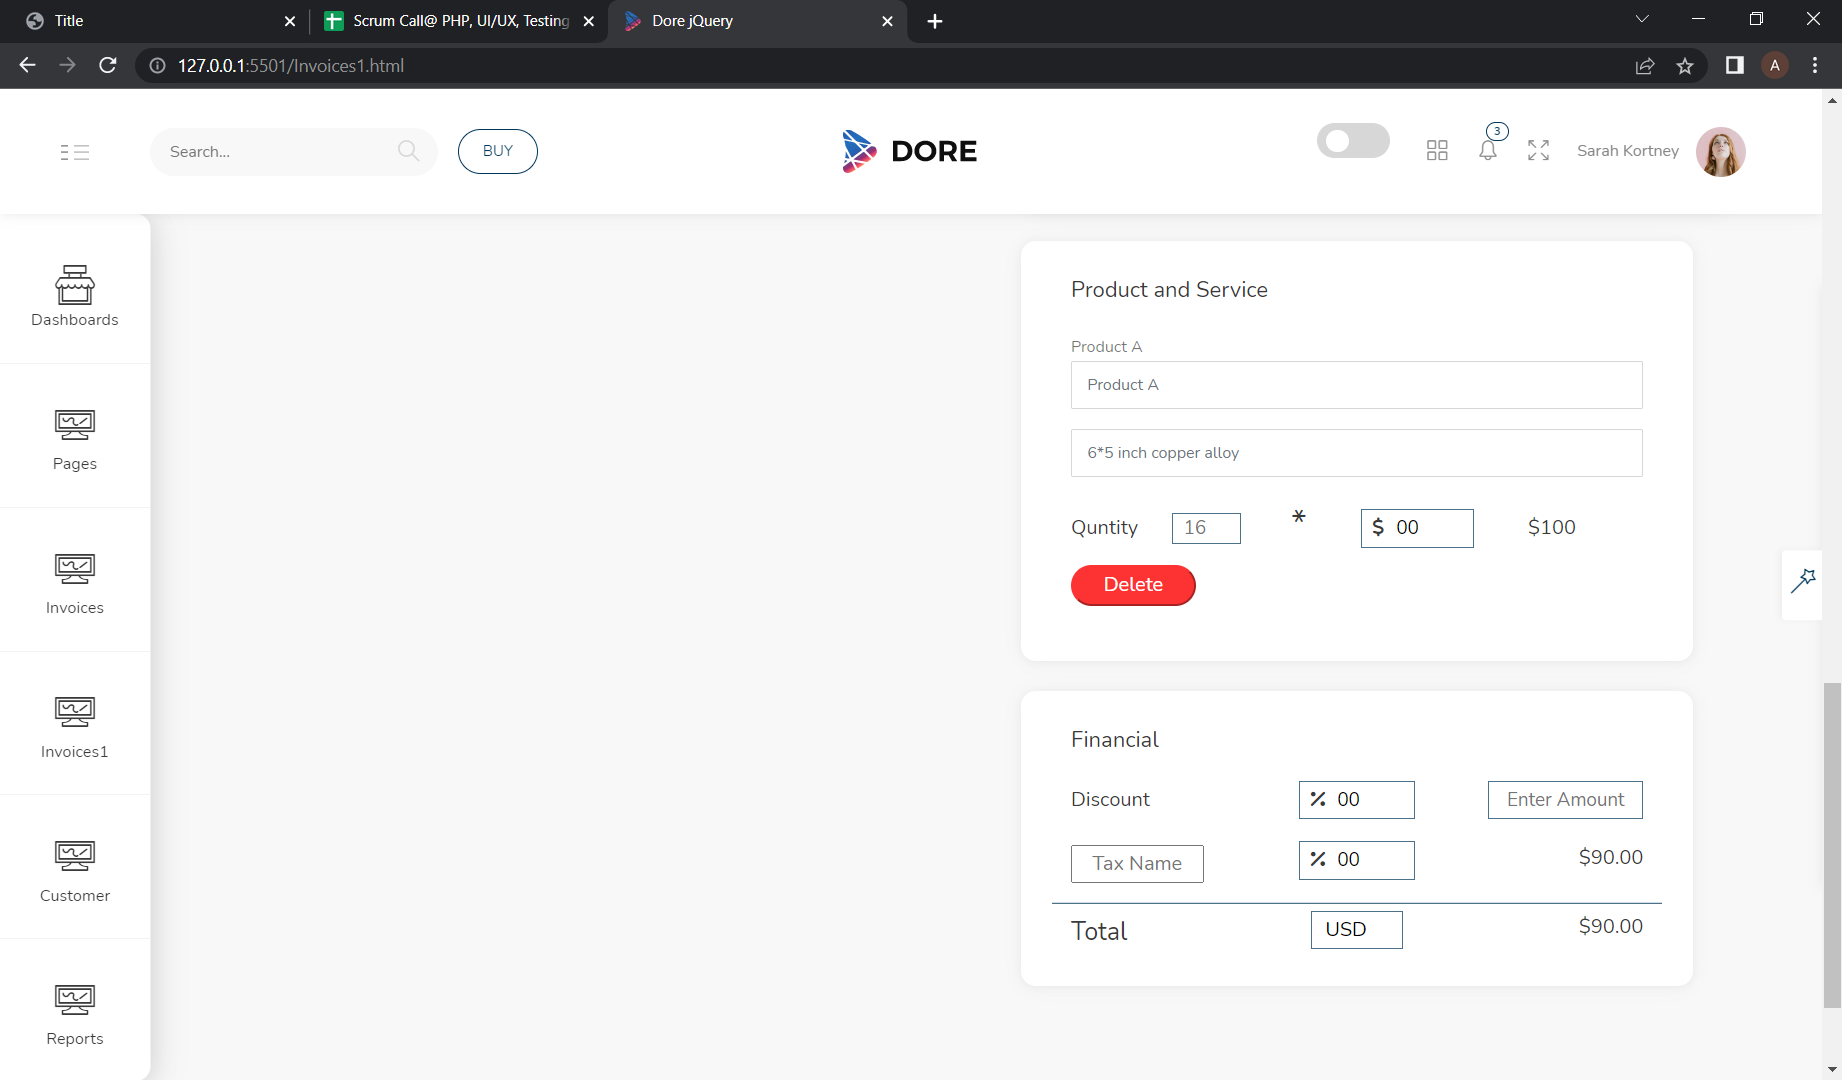 Title
Scrum Call@ PHP, UI/UX, Testing
Dore jQuery
127.0.0.1:5501/Invoices1.html
A
Search...
BUY
DORE
3
Sarah Kortney
Dashboards
Pages
Invoices
Invoices1
Customer
Reports
Product and Service
Product A
Product A
6*5 inch copper alloy
Quntity 16 * $ 00 $100
Delete
Financial
Discount % 00 Enter Amount
Tax Name % 00 $90.00
Total USD $90.00